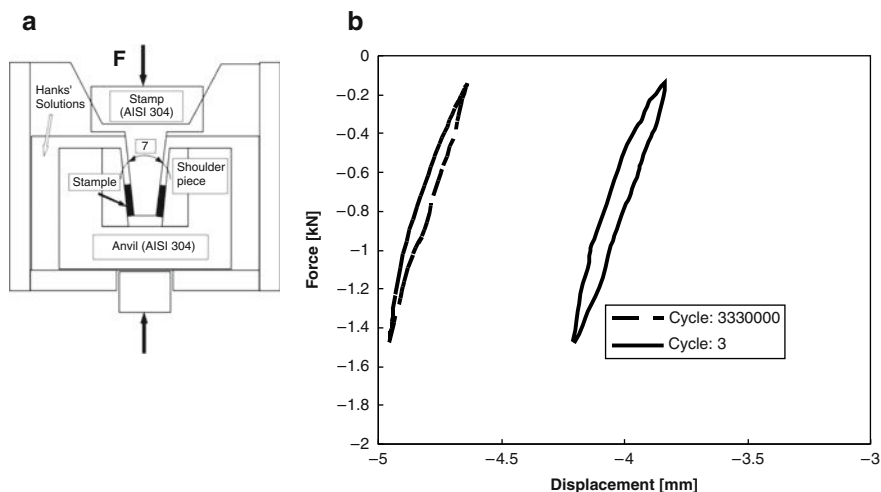 a
F
Hanks'
Solutions
Stamp
(AISI 304)
7
Shoulder
piece
Stample
Anvil (AISI 304)
b
0
−0.2
−0.4
−0.6
−0.8
−1
−1.2
−1.4
−1.6
−1.8
−2
Force [kN]
Cycle: 3330000
Cycle: 3
−5
−4.5
−4
−3.5
−3
Displacement [mm]